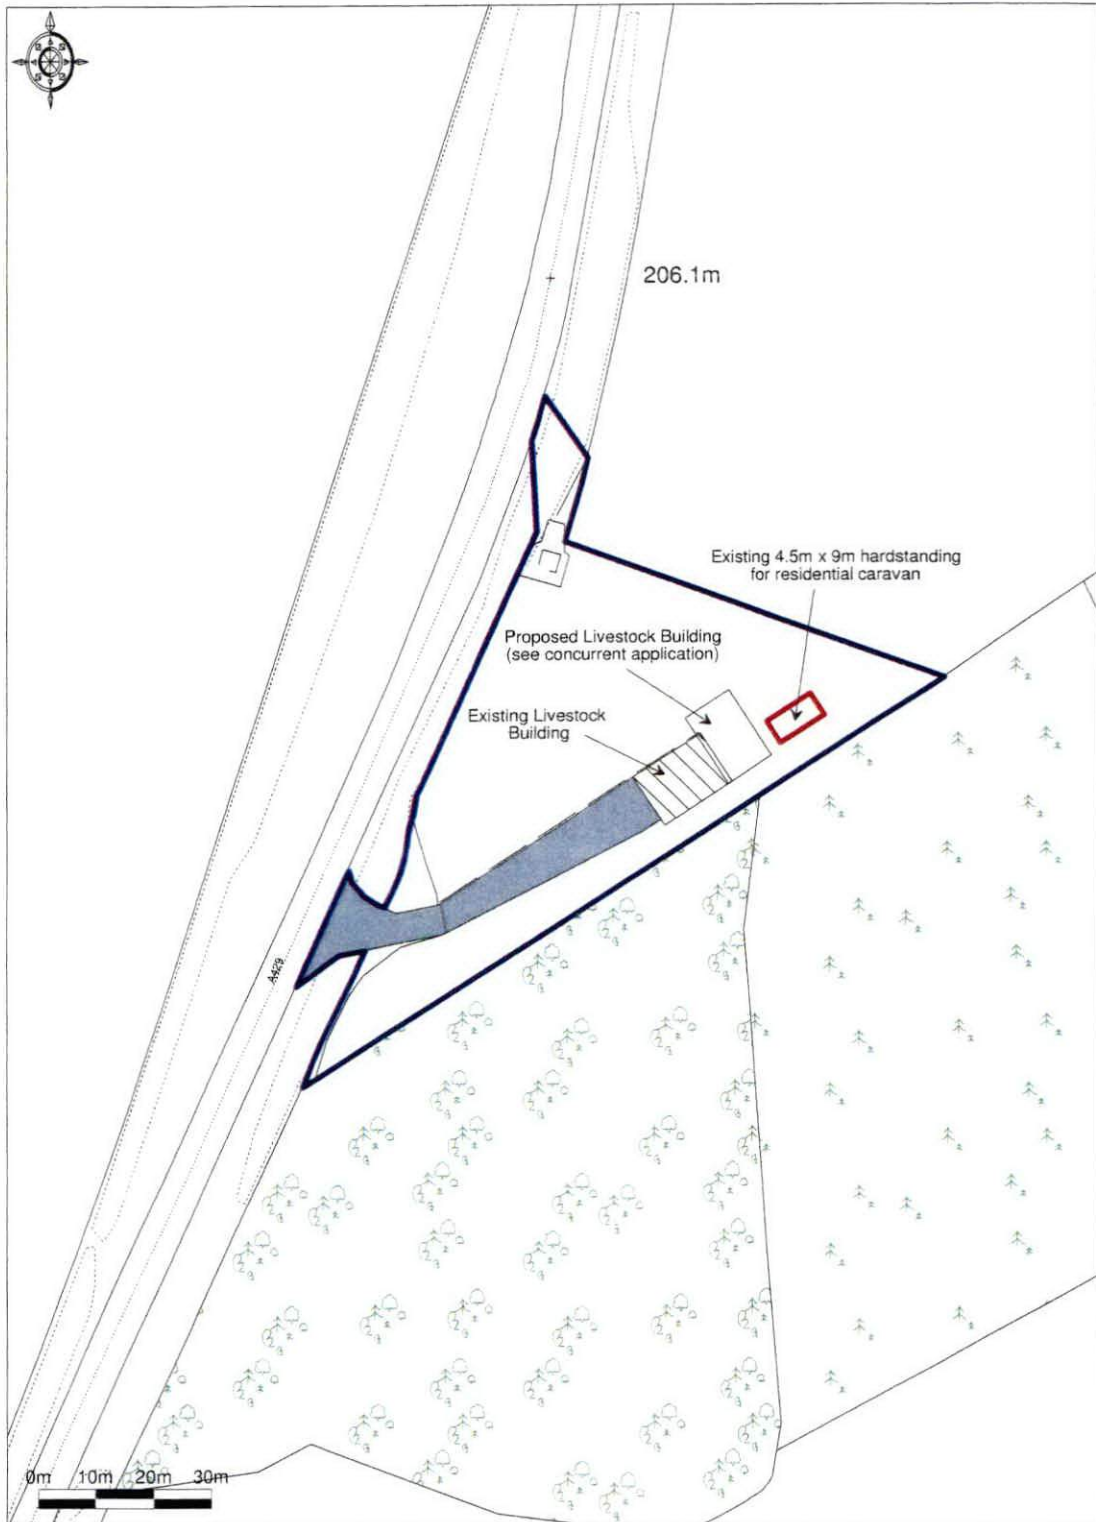 206.1m
Existing 4.5m x 9m hardstanding
for residential caravan
Proposed Livestock Building
(see concurrent application)
Existing Livestock
Building
A429
0m 10m 20m 30m